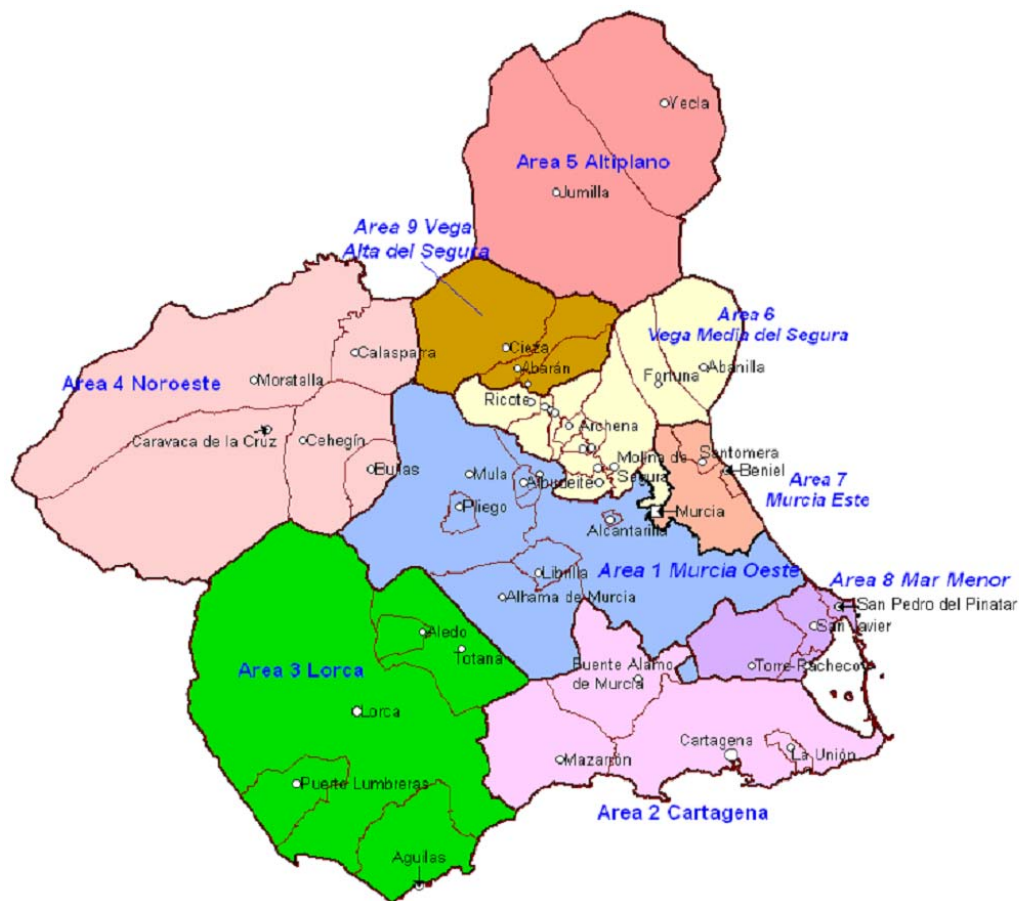 Yecla
Area 5 Altiplano
Jumilla
Area 9 Vega
Alta del Segura
Area 6
Vega Media del Segura
Cieza
Calasparra
Abarán
Abanilla
Area 4 Noroeste
Moratalla
Fortuna
Ricote
Archena
Caravaca de la Cruz
Cehegín
Santomera
Bullas
Mula
Molina de
Segura
Beniel
Albudeite
Area 7
Murcia Este
Pliego
Murcia
Alcantarilla
Librilla
Area 1 Murcia Oeste
Area 8 Mar Menor
Alhama de Murcia
San Pedro del Pinatar
San Javier
Aledo
Totana
Torre-Pacheco
Fuente Alamo
de Murcia
Area 3 Lorca
Lorca
Cartagena
La Unión
Mazarrón
Puerto Lumbreras
Area 2 Cartagena
Aguilas